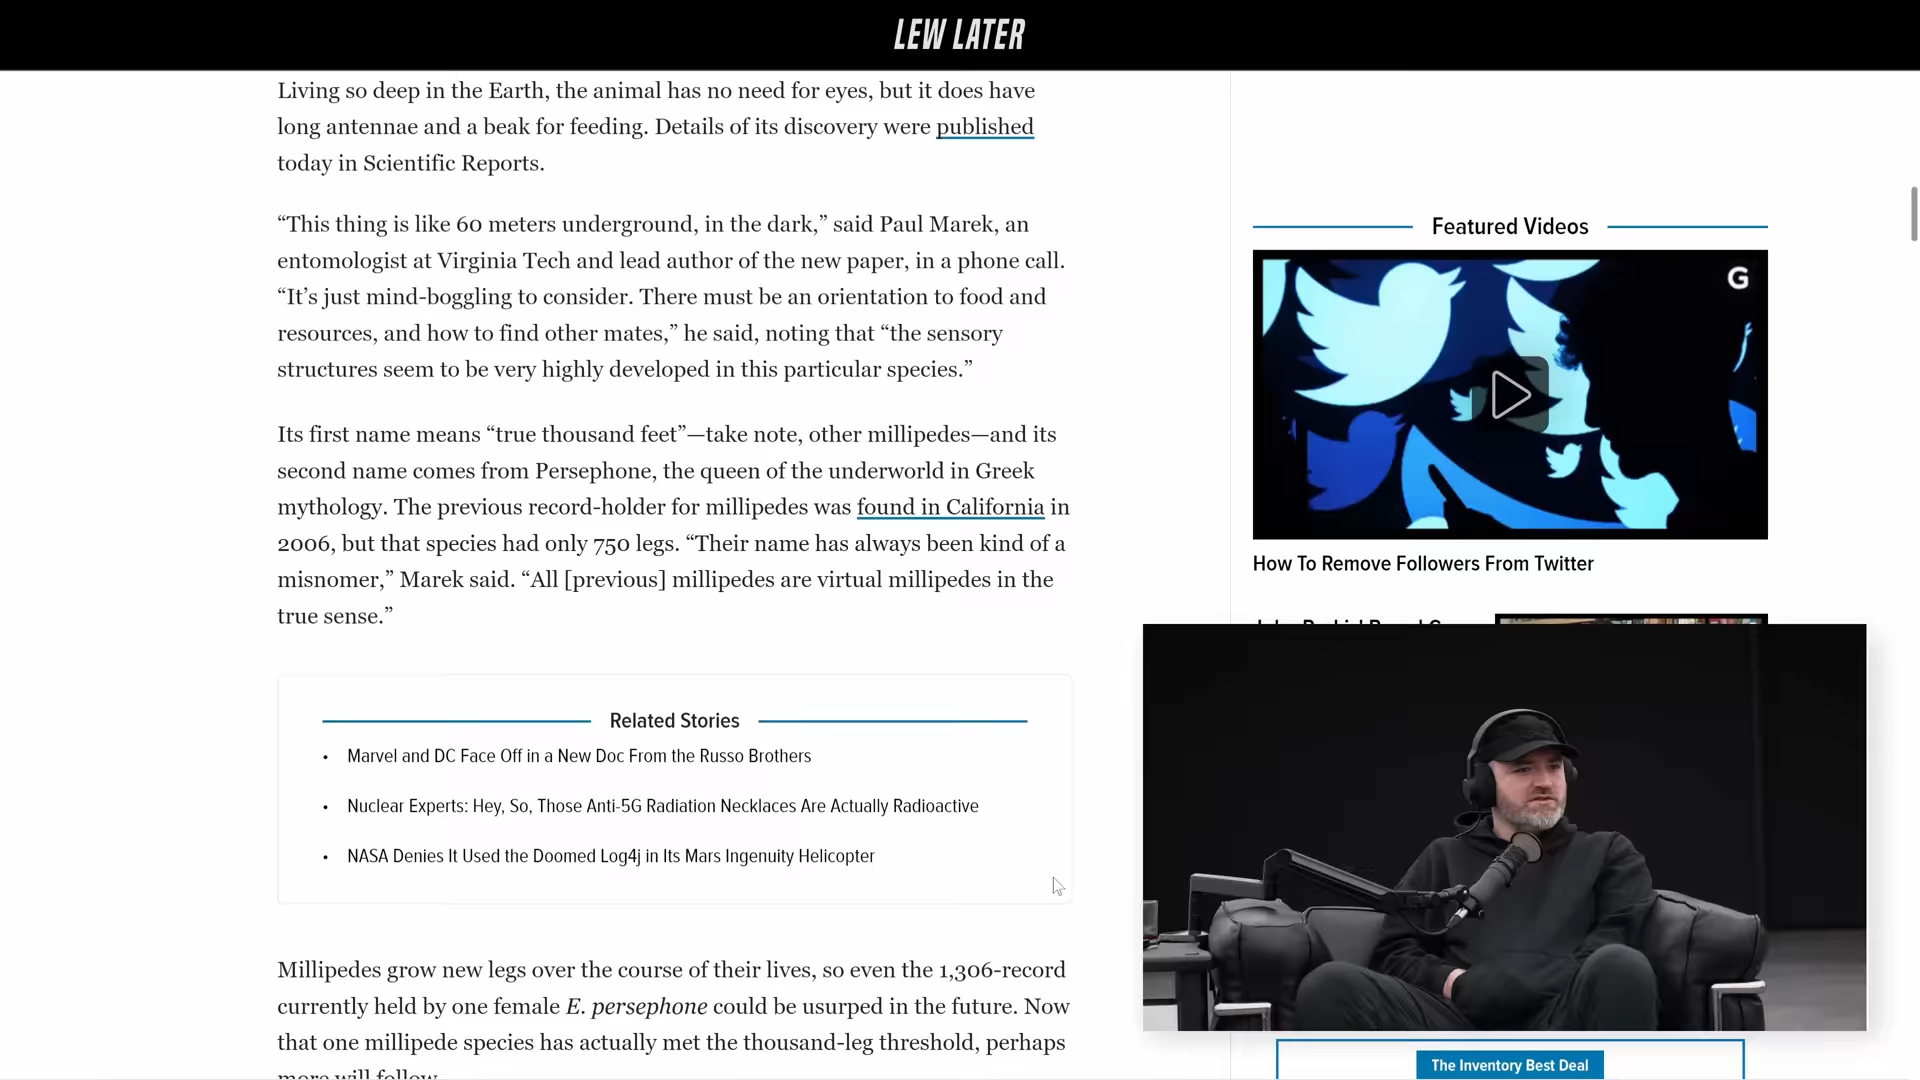 LEW LATER
Living so deep in the Earth, the animal has no need for eyes, but it does have
long antennae and a beak for feeding. Details of its discovery were published
today in Scientific Reports.
“This thing is like 60 meters underground, in the dark,” said Paul Marek, an
entomologist at Virginia Tech and lead author of the new paper, in a phone call.
“It’s just mind-boggling to consider. There must be an orientation to food and
resources, and how to find other mates,” he said, noting that “the sensory
structures seem to be very highly developed in this particular species.”
Its first name means “true thousand feet”—take note, other millipedes—and its
second name comes from Persephone, the queen of the underworld in Greek
mythology. The previous record-holder for millipedes was found in California in
2006, but that species had only 750 legs. “Their name has always been kind of a
misnomer,” Marek said. “All [previous] millipedes are virtual millipedes in the
true sense.”
Related Stories
• Marvel and DC Face Off in a New Doc From the Russo Brothers
• Nuclear Experts: Hey, So, Those Anti-5G Radiation Necklaces Are Actually Radioactive
• NASA Denies It Used the Doomed Log4j in Its Mars Ingenuity Helicopter
Millipedes grow new legs over the course of their lives, so even the 1,306-record
currently held by one female E. persephone could be usurped in the future. Now
that one millipede species has actually met the thousand-leg threshold, perhaps
more will follow.
Featured Videos
G
How To Remove Followers From Twitter
The Inventory Best Deal